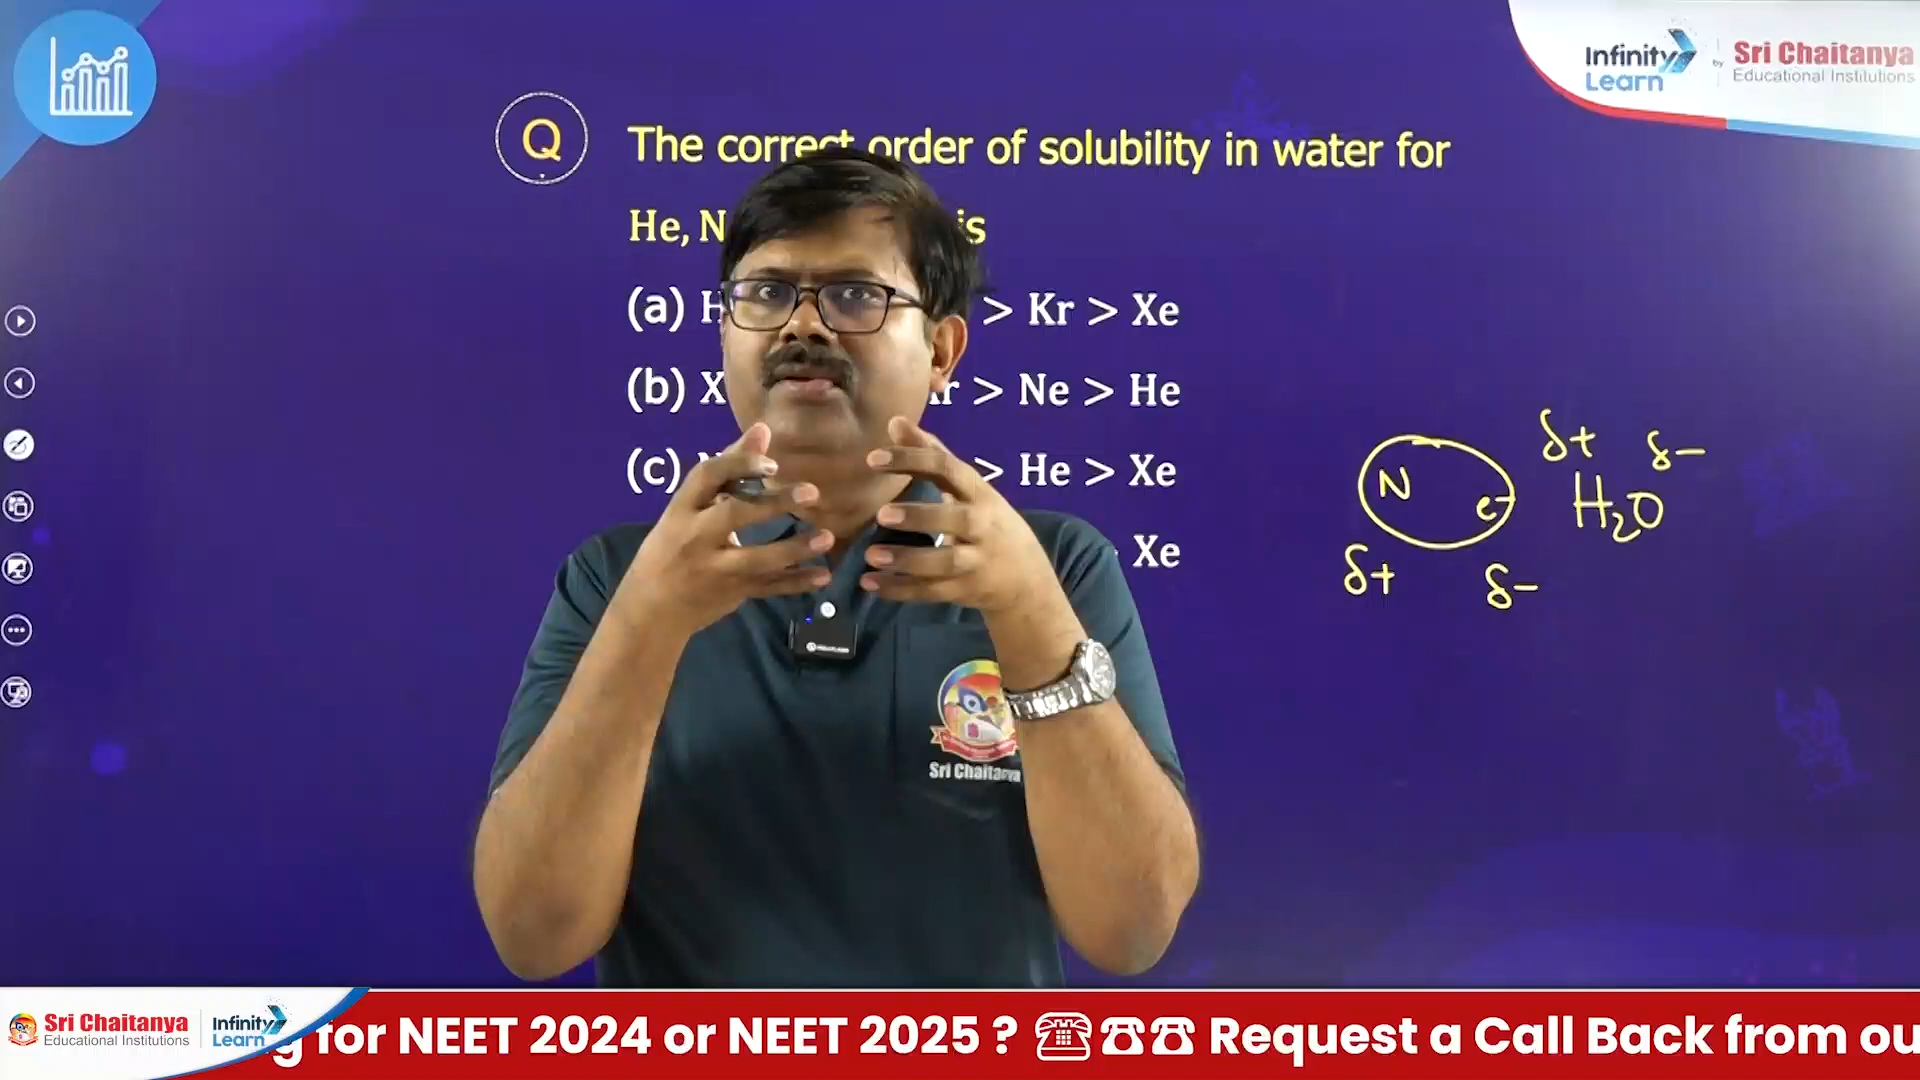 Infinity Learn by Sri Chaitanya Educational Institutions
Q The correct order of solubility in water for
He, N is
(a) H > Kr > Xe
(b) X r > Ne > He
(c) > He > Xe
Xe
N e-
δ+ δ-
δ+ δ-
H2O
Sri Chaitanya
Sri Chaitanya Educational Institutions Infinity Learn
g for NEET 2024 or NEET 2025 ? ☎☎☎ Request a Call Back from ou